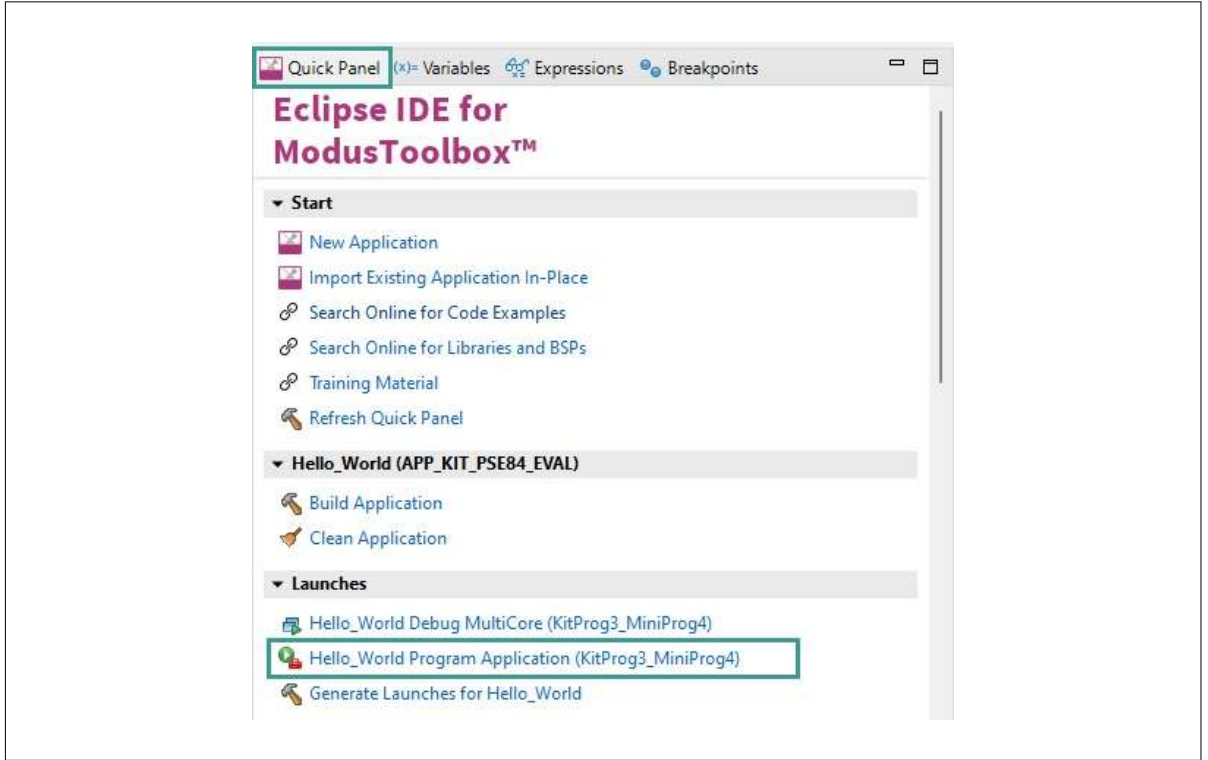 Quick Panel (x)= Variables Expressions Breakpoints
Eclipse IDE for
ModusToolbox™
Start
New Application
Import Existing Application In-Place
Search Online for Code Examples
Search Online for Libraries and BSPs
Training Material
Refresh Quick Panel
Hello_World (APP_KIT_PSE84_EVAL)
Build Application
Clean Application
Launches
Hello_World Debug MultiCore (KitProg3_MiniProg4)
Hello_World Program Application (KitProg3_MiniProg4)
Generate Launches for Hello_World